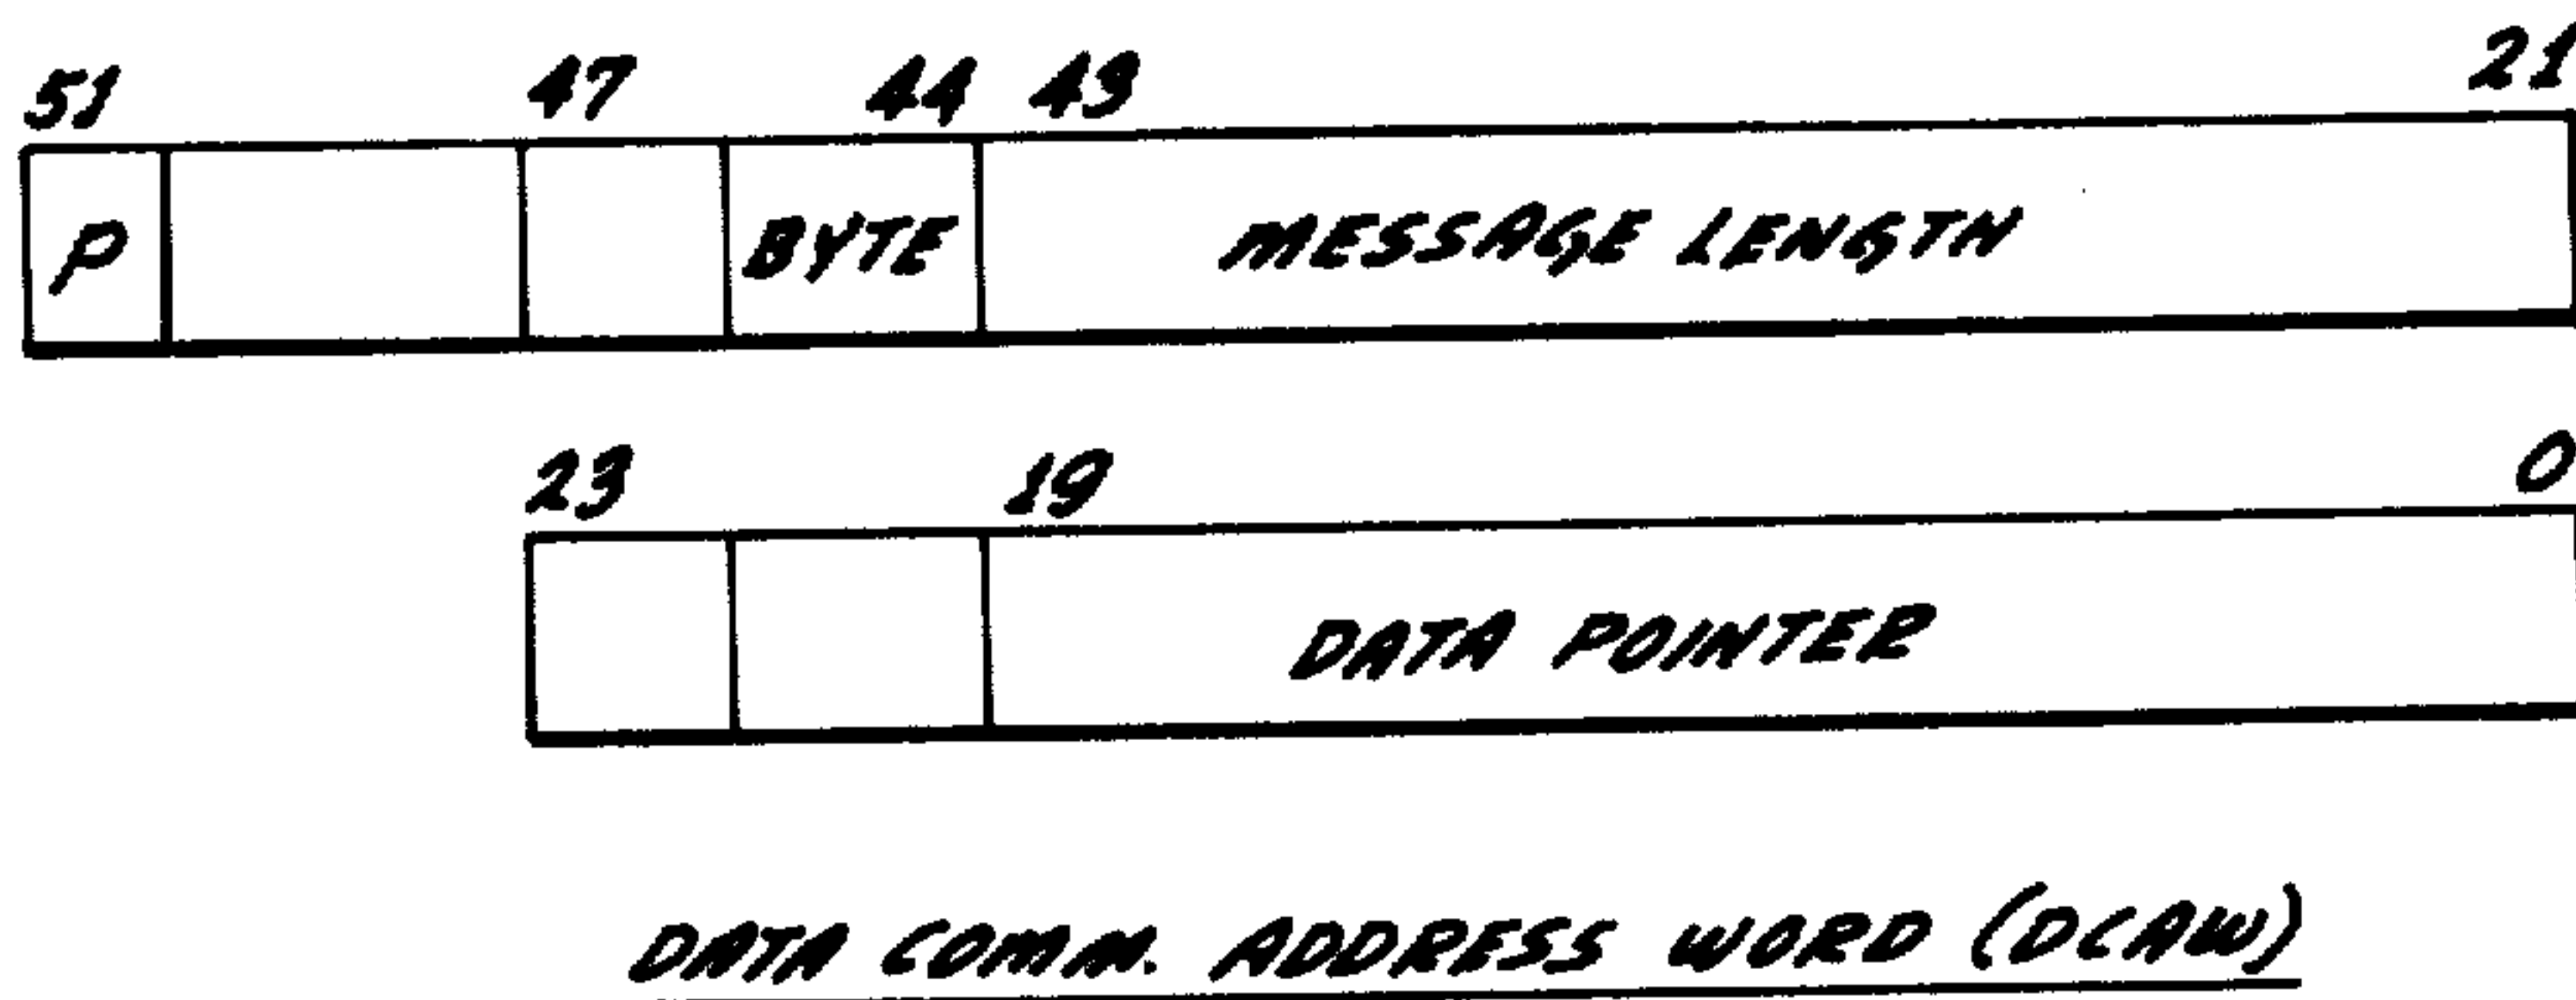 51 47 44 43 21
P BYTE MESSAGE LENGTH
23 19 0
DATA POINTER
DATA COMM. ADDRESS WORD (DCAW)